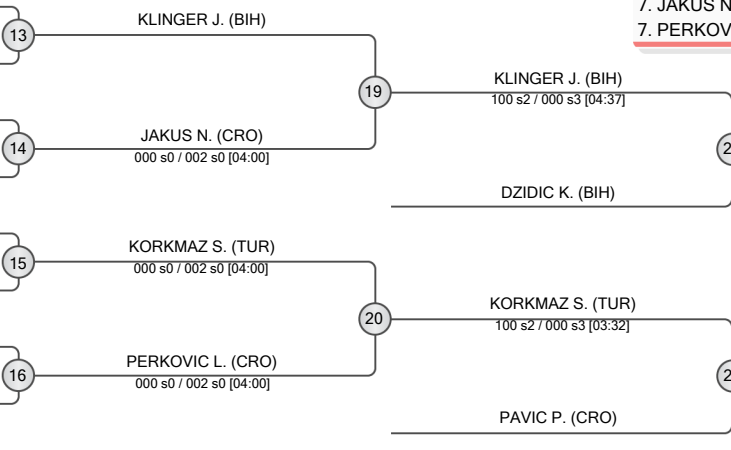 7. JAKUS N
7. PERKOV
13
KLINGER J. (BIH)
19
KLINGER J. (BIH)
100 s2 / 000 s3 [04:37]
14
JAKUS N. (CRO)
000 s0 / 002 s0 [04:00]
2
DZIDIC K. (BIH)
15
KORKMAZ S. (TUR)
000 s0 / 002 s0 [04:00]
20
KORKMAZ S. (TUR)
100 s2 / 000 s3 [03:32]
16
PERKOVIC L. (CRO)
000 s0 / 002 s0 [04:00]
2
PAVIC P. (CRO)